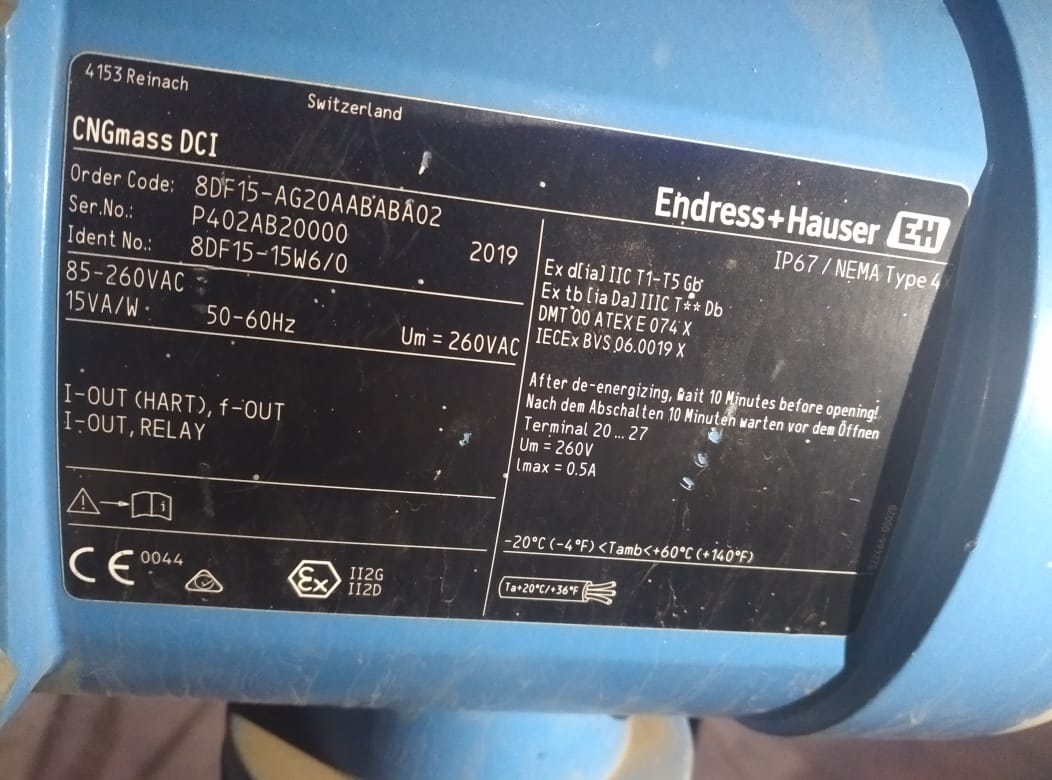 4153 Reinach
Switzerland
CNGmass DCI
Order Code: 8DF15-AG20AABABA02
Ser.No.: P402AB20000
Ident No.: 8DF15-15W6/0 2019
85-260VAC
15VA/W 50-60Hz
Um = 260VAC
I-OUT (HART), f-OUT
I-OUT, RELAY
i
CE 0044
Ex II2G
II2D
Endress+Hauser EH
IP67 / NEMA Type 4
Ex d[ia] IIC T1-T5 Gb
Ex tb [ia Da] IIIC T** Db
DMT 00 ATEX E 074 X
IECEx BVS 06.0019 X
After de-energizing, wait 10 Minutes before opening!
Nach dem Abschalten 10 Minuten warten vor dem Öffnen
Terminal 20 ... 27
Um = 260V
Imax = 0.5A
-20°C (-4°F) <Tamb<+60°C (+140°F)
Ta+20°C/+36°F